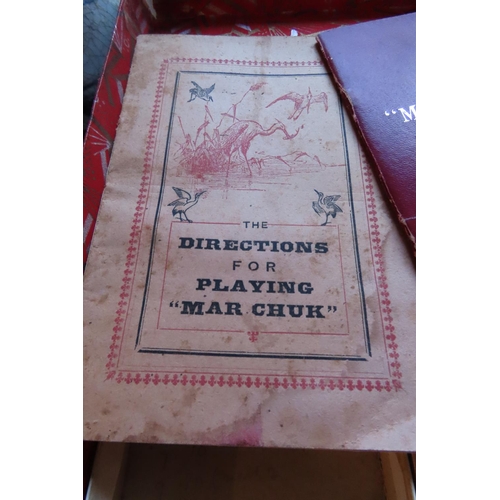 THE
DIRECTIONS
FOR
PLAYING
"MAR CHUK"
"M